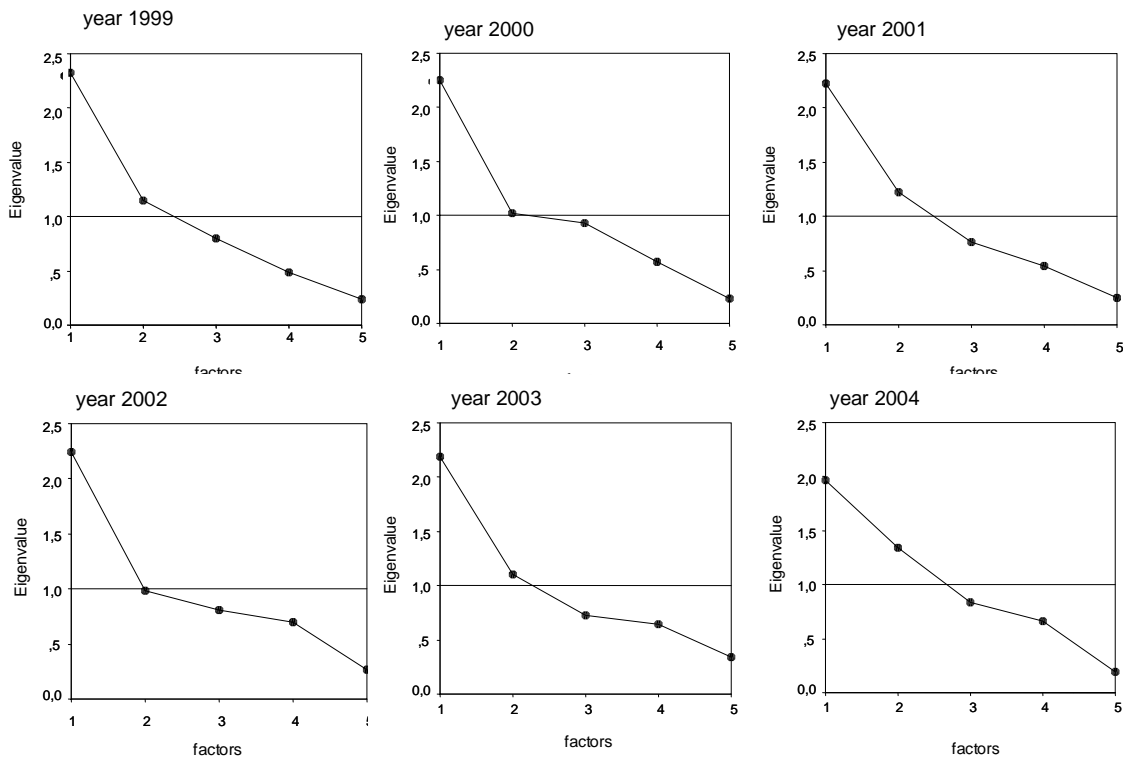 year 1999
2,5
2,0
1,5
1,0
,5
0,0
Eigenvalue
1 2 3 4 5
factors
year 2000
2,5
2,0
1,5
1,0
,5
0,0
Eigenvalue
1 2 3 4 5
year 2001
2,5
2,0
1,5
1,0
,5
0,0
Eigenvalue
1 2 3 4 5
factors
year 2002
2,5
2,0
1,5
1,0
,5
0,0
Eigenvalue
1 2 3 4
factors
year 2003
2,5
2,0
1,5
1,0
,5
0,0
Eigenvalue
1 2 3 4 5
factors
year 2004
2,5
2,0
1,5
1,0
,5
0,0
Eigenvalue
1 2 3 4 5
factors